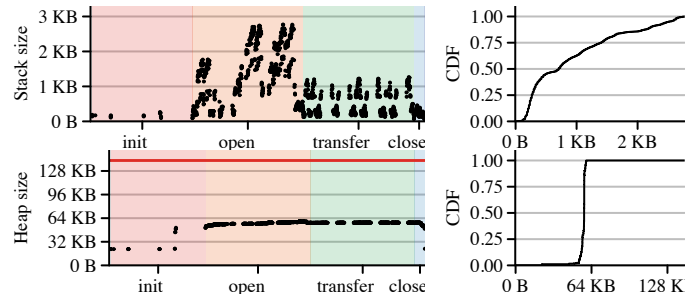 Stack size
3 KB
2 KB
1 KB
0 B
init open transfer close
CDF
1.00
0.75
0.50
0.25
0.00
0 B 1 KB 2 KB
Heap size
128 KB
96 KB
64 KB
32 KB
0 B
init open transfer close
CDF
1.00
0.75
0.50
0.25
0.00
0 B 64 KB 128 K